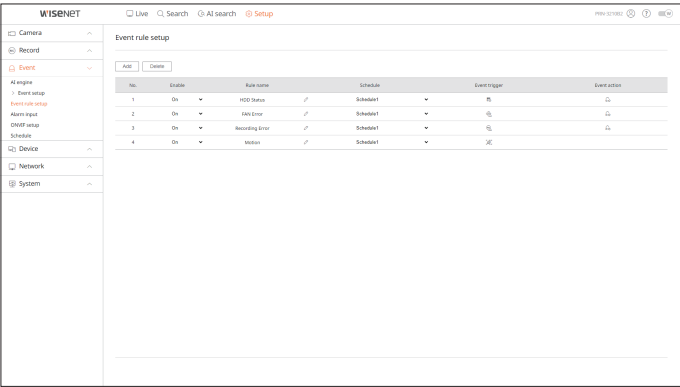 WISENET
Live Search AI search Setup
Camera
Record
Event
AI engine
> Event setup
Event rule setup
Alarm input
ONVIF setup
Schedule
Device
Network
System
Event rule setup
Add Delete
No. Enable Rule name Schedule Event trigger Event action
1 On HDD Status Schedule1
2 On FAN Error Schedule1
3 On Recording Error Schedule1
4 On Motion Schedule1